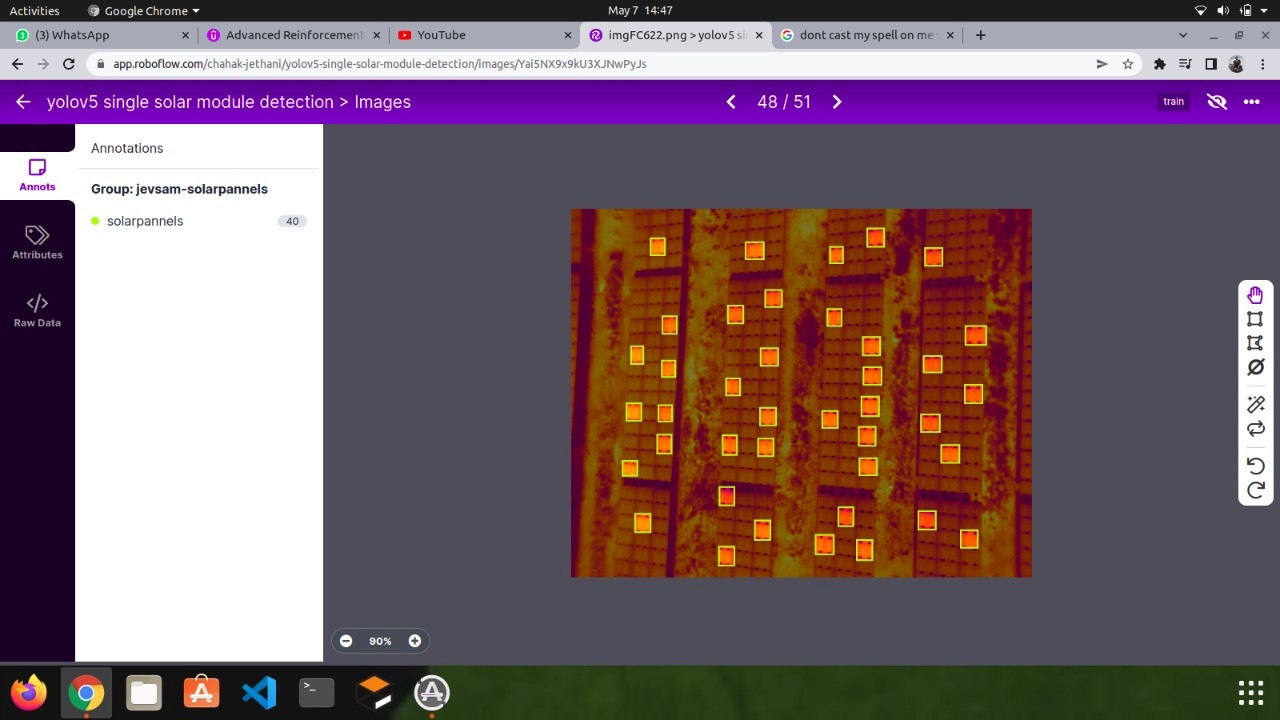 Activities Google Chrome May 7 14:47
(3) WhatsApp Advanced Reinforcement YouTube imgFC622.png > yolov5 si dont cast my spell on me s
app.roboflow.com/chahak-jethani/yolov5-single-solar-module-detection/images/Yai5NX9x9kU3XJNwPyJs
yolov5 single solar module detection > Images 48 / 51 train
Annotations
Annots
Group: jevsam-solarpannels
solarpannels 40
Attributes
Raw Data
90%